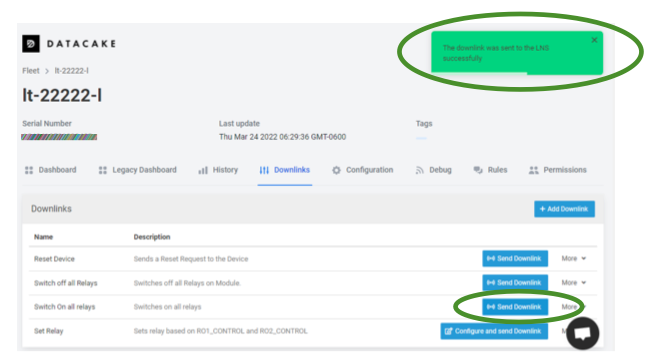 DATACAKE
The downlink was sent to the LNS
successfully
Fleet > lt-22222-l
lt-22222-l
Serial Number Last update Tags
Thu Mar 24 2022 06:29:36 GMT-0600
Dashboard Legacy Dashboard History Downlinks Configuration Debug Rules Permissions
Downlinks + Add Downlink
Name Description
Reset Device Sends a Reset Request to the Device Send Downlink More
Switch off all Relays Switches off all Relays on Module. Send Downlink More
Switch On all relays Switches on all relays Send Downlink More
Set Relay Sets relay based on RO1_CONTROL and RO2_CONTROL Configure and send Downlink